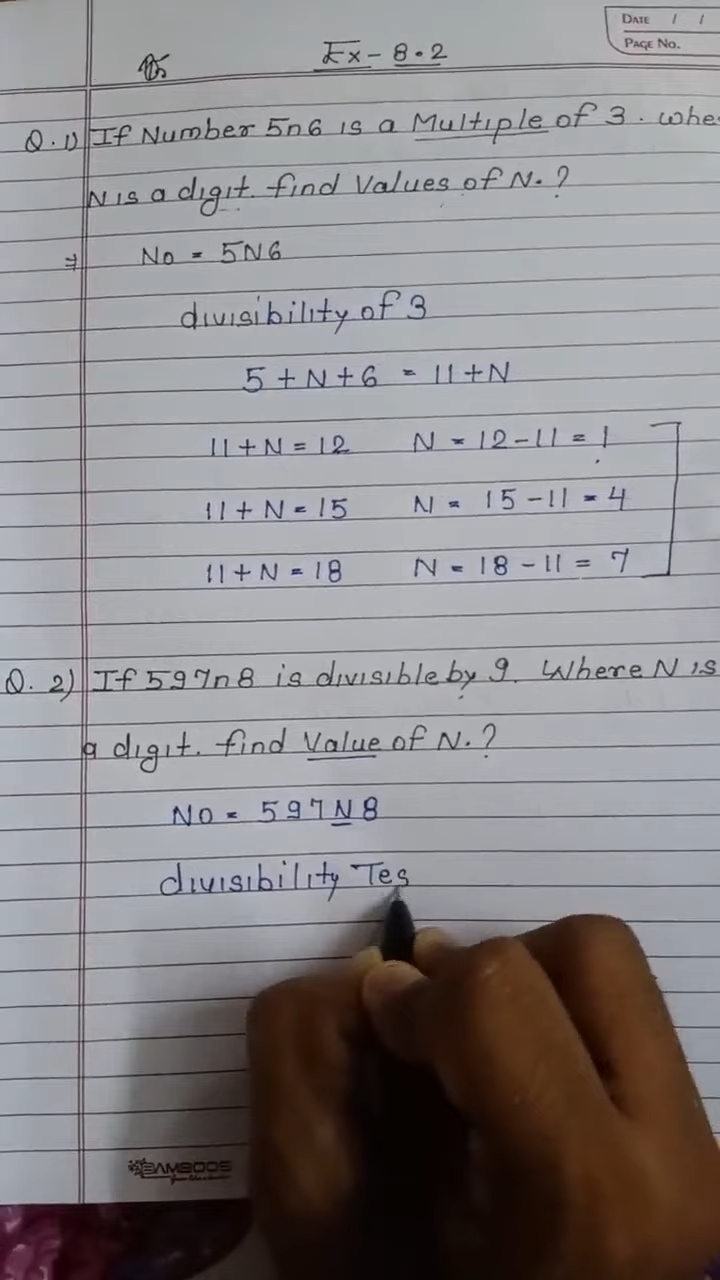 DATE / /
PAGE No.
Ex - 8.2
Q.1) If Number 5n6 is a Multiple of 3. Whe
N is a digit. find Values of N.?
⇒ No = 5N6
divisibility of 3
5 + N + 6 = 11 + N
11 + N = 12 N = 12 - 11 = 1
11 + N = 15 N = 15 - 11 = 4
11 + N = 18 N = 18 - 11 = 7
Q. 2) If 597n8 is divisible by 9. Where N is
a digit. find Value of N.?
No = 597N8
divisibility Tes
BAMBOOS